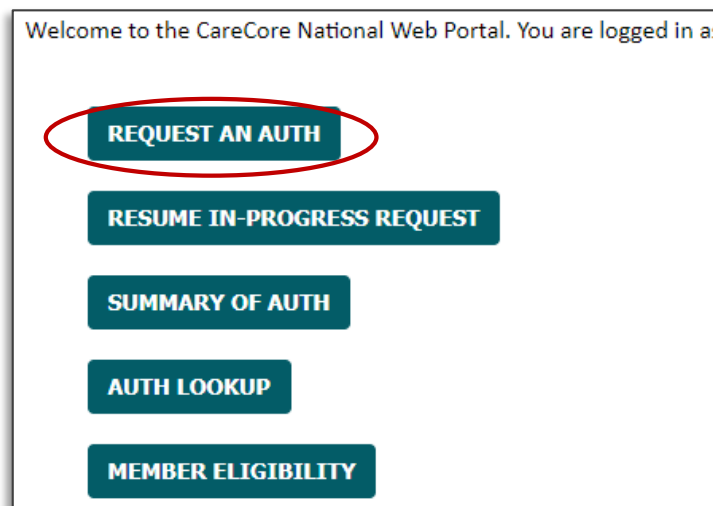 Welcome to the CareCore National Web Portal. You are logged in as
REQUEST AN AUTH
RESUME IN-PROGRESS REQUEST
SUMMARY OF AUTH
AUTH LOOKUP
MEMBER ELIGIBILITY